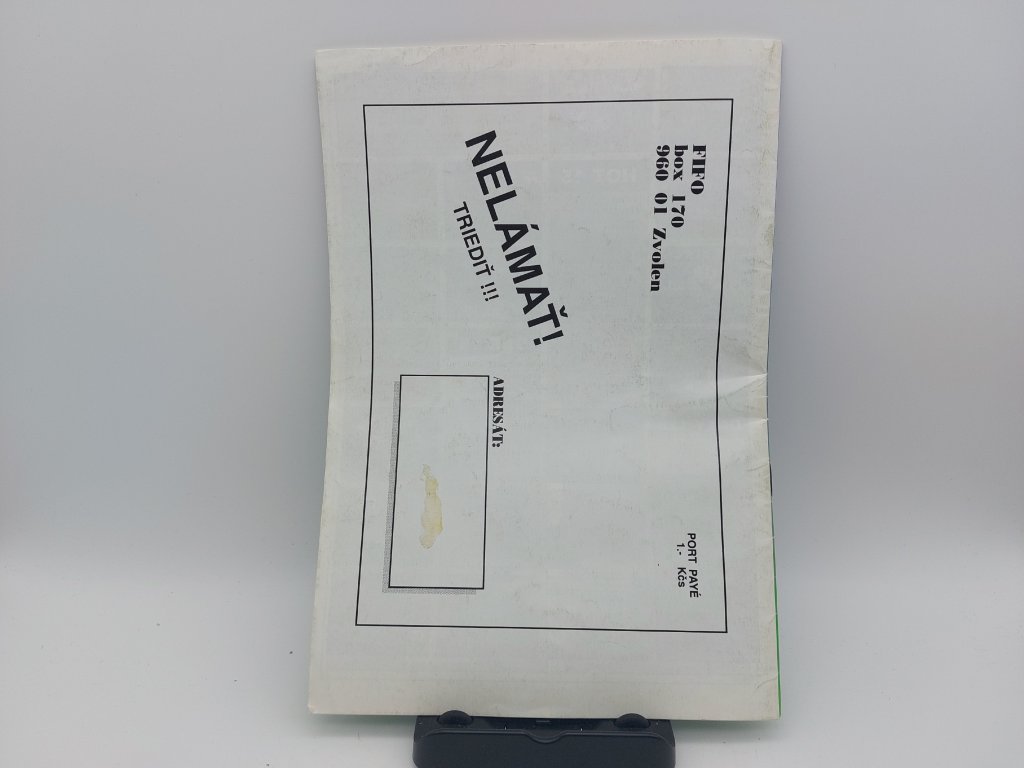 FIFO
box 170
960 01 Zvolen
NELÁMAŤ!
TRIEDIŤ !!!
PORT PAYÉ
1.- Kčs
ADRESÁT: